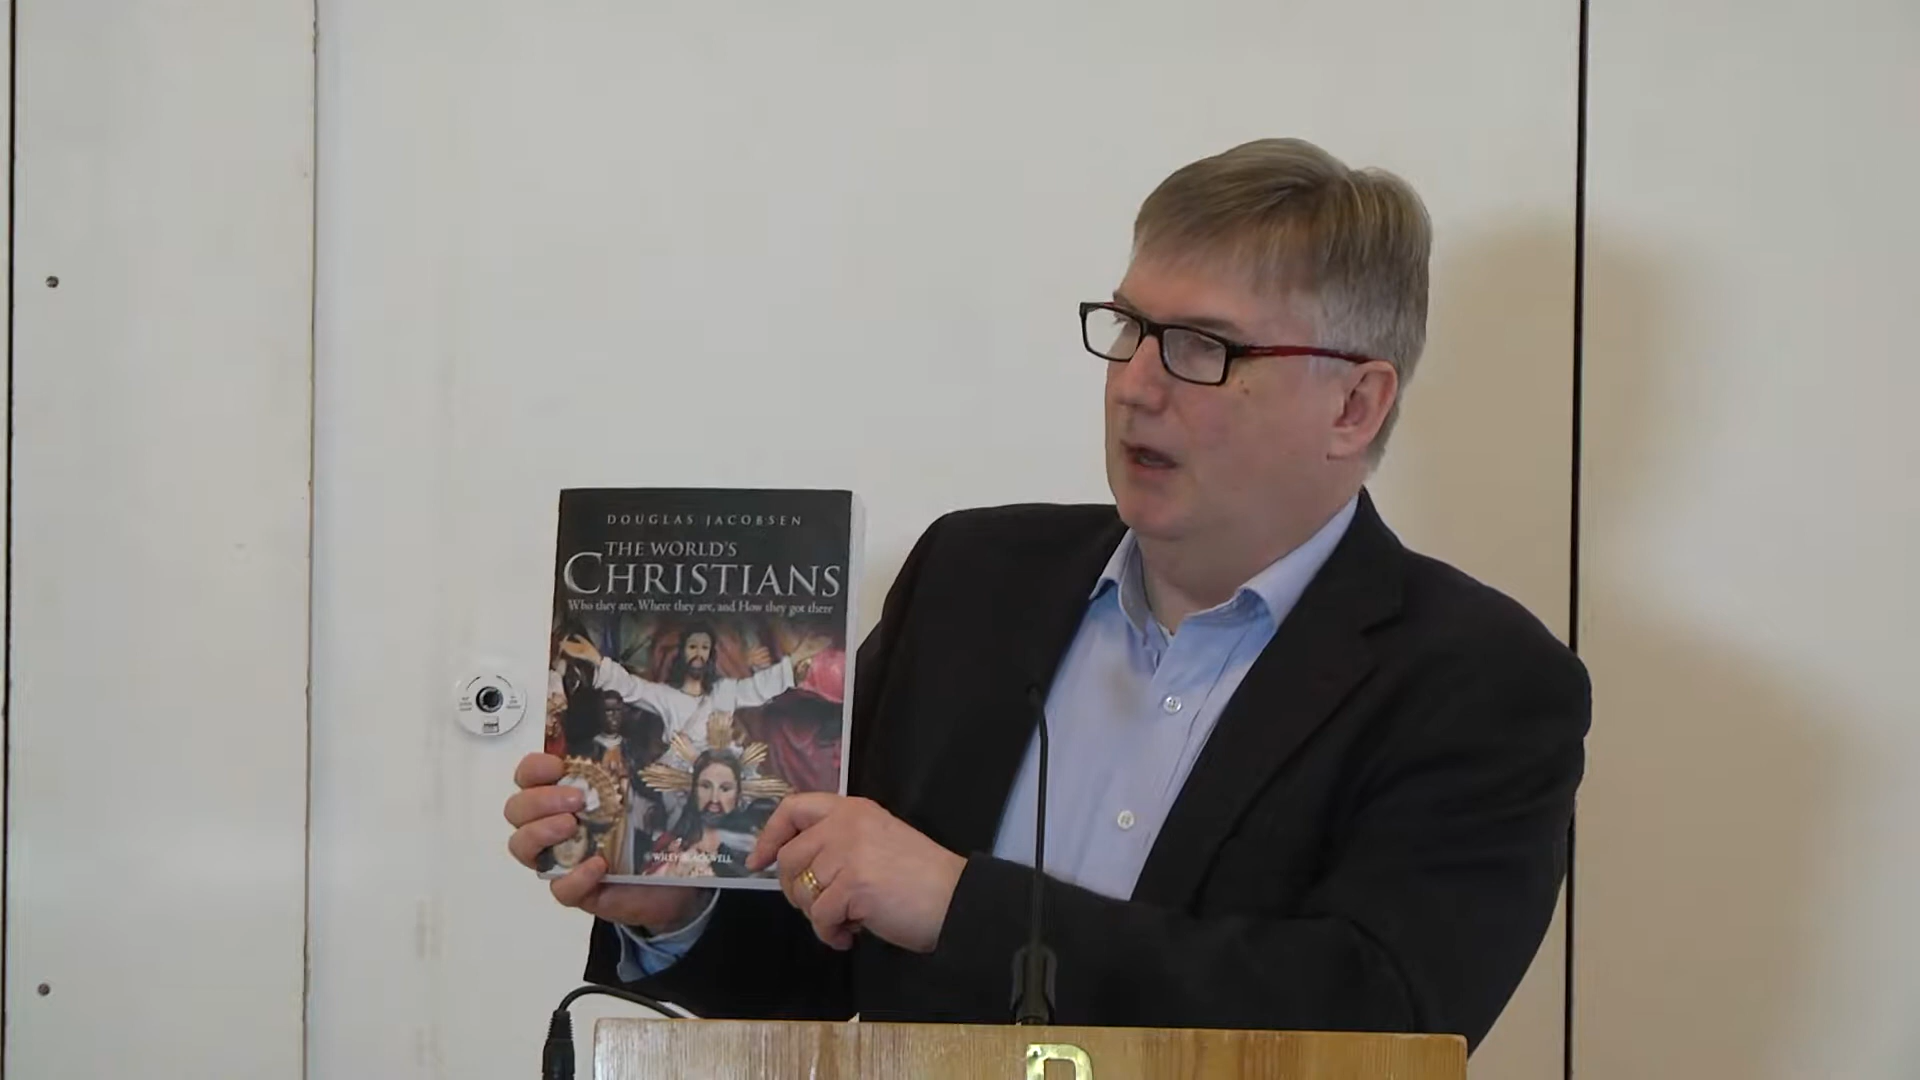 DOUGLAS JACOBSEN
THE WORLD'S
CHRISTIANS
Who they are, Where they are, and How they got there
WILEY-BLACKWELL